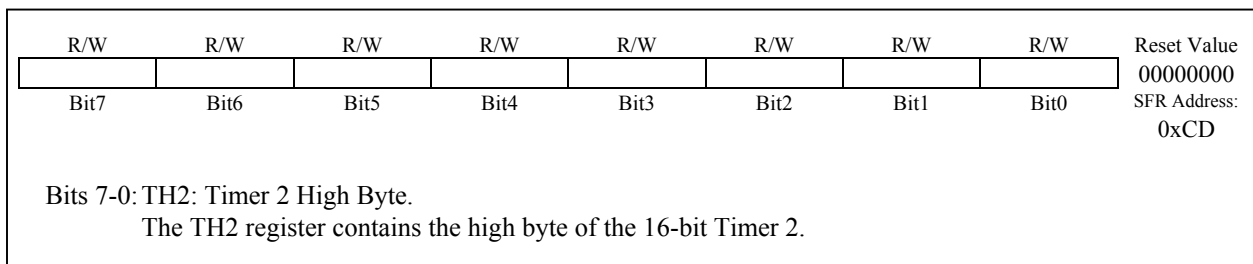 R/W R/W R/W R/W R/W R/W R/W R/W Reset Value
00000000
Bit7 Bit6 Bit5 Bit4 Bit3 Bit2 Bit1 Bit0 SFR Address:
0xCD
Bits 7-0: TH2: Timer 2 High Byte.
The TH2 register contains the high byte of the 16-bit Timer 2.